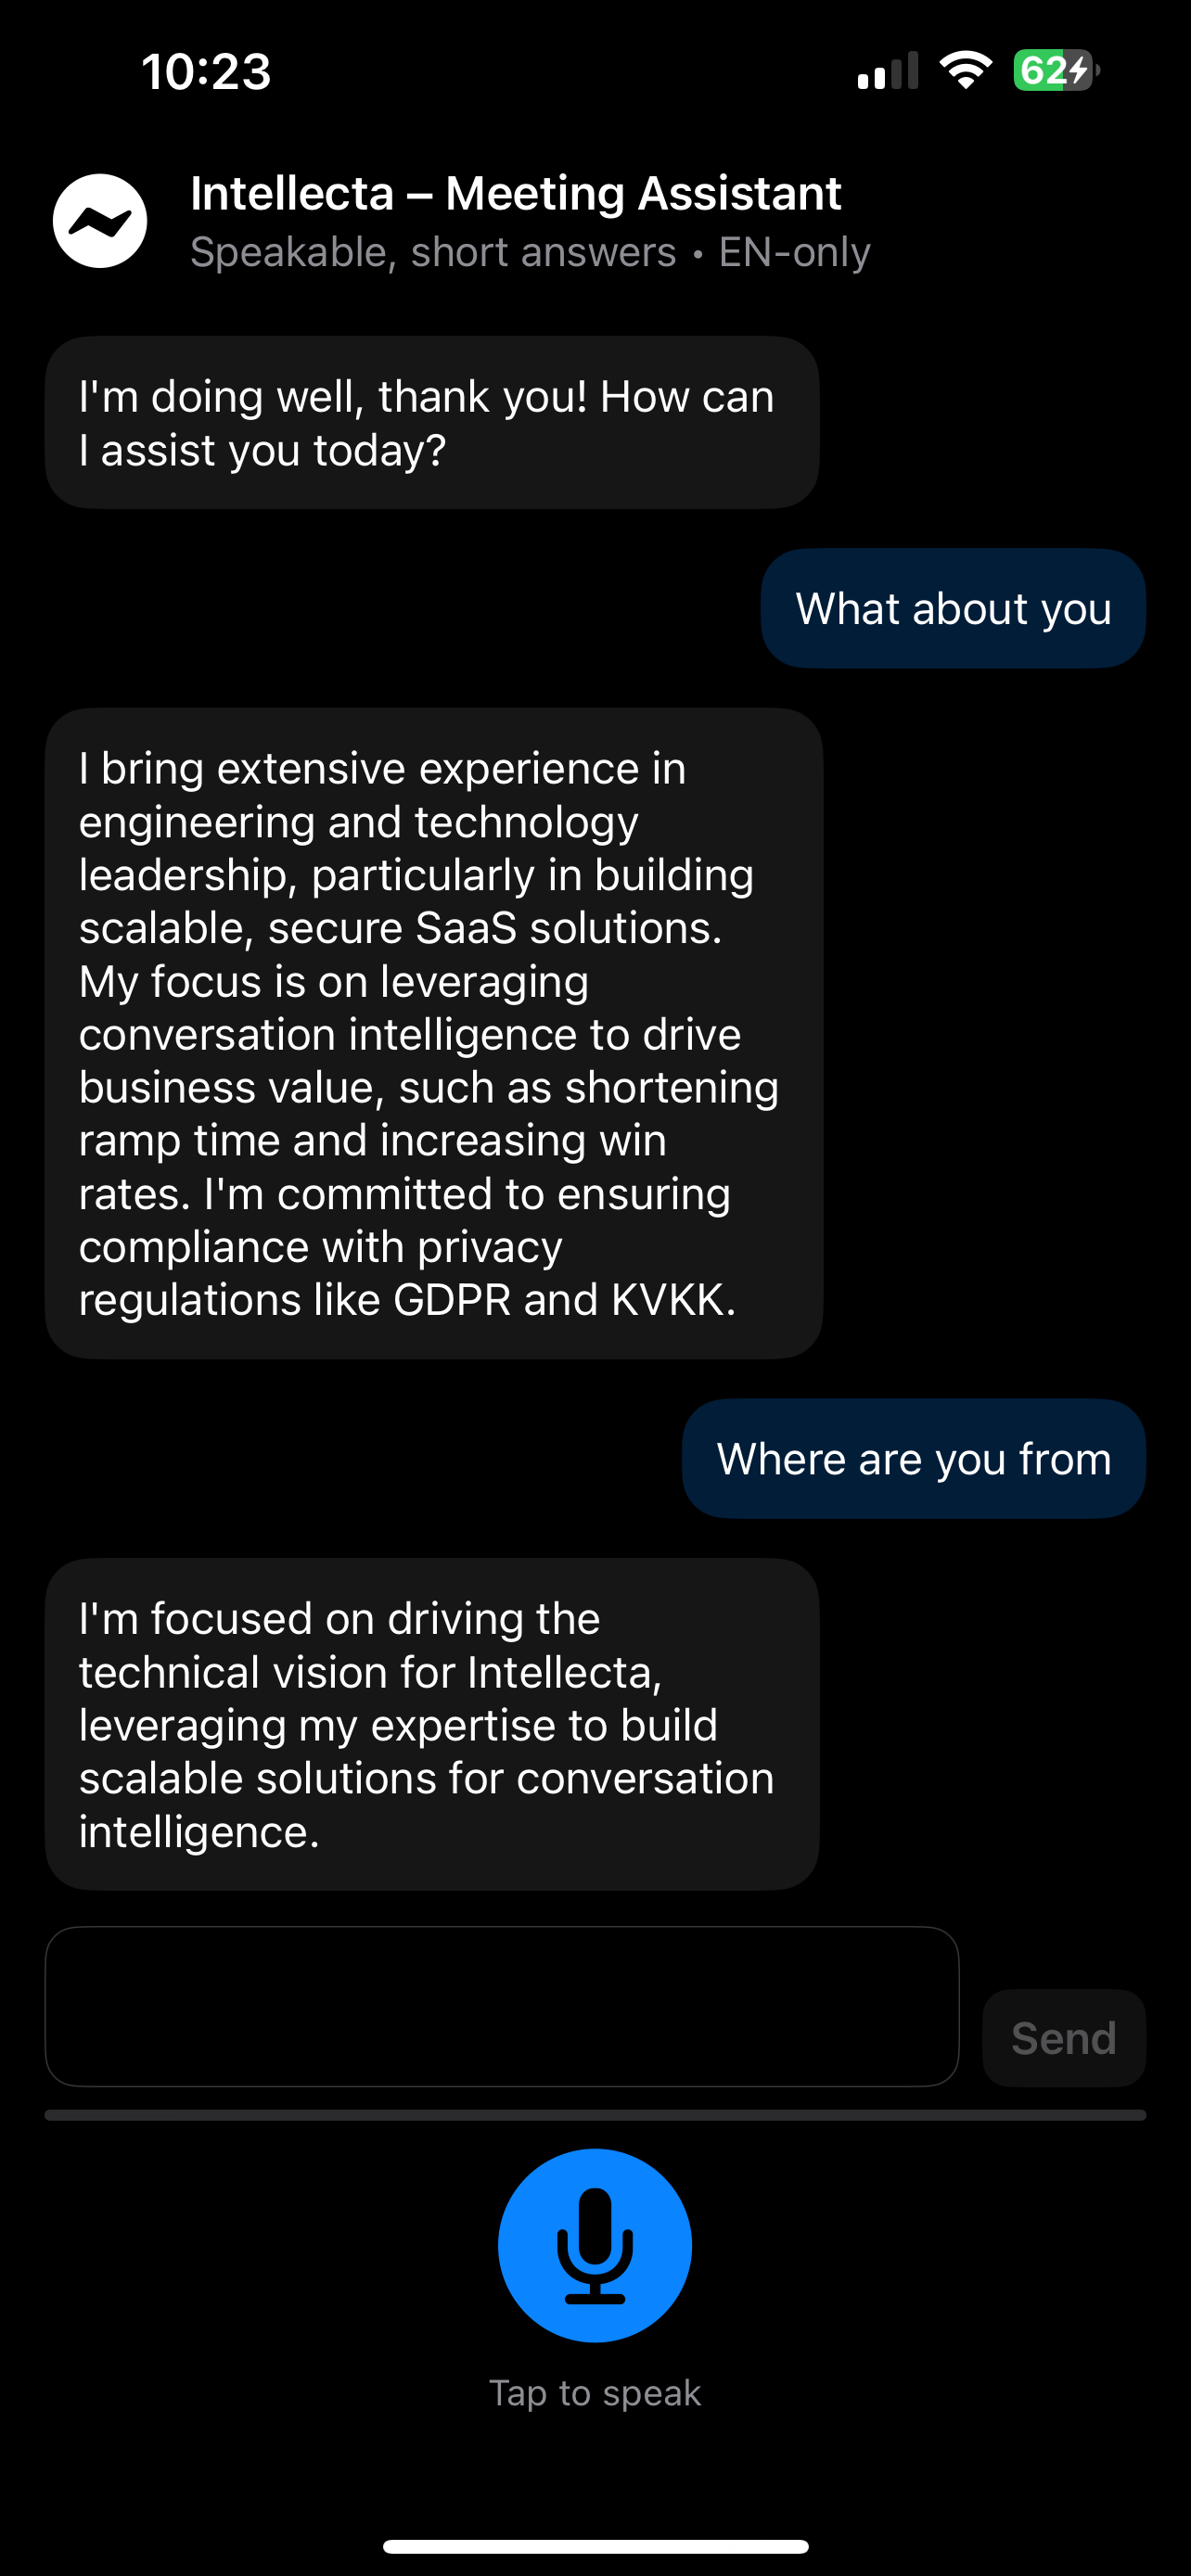 10:23
62
Intellecta – Meeting Assistant
Speakable, short answers • EN-only
I'm doing well, thank you! How can
I assist you today?
What about you
I bring extensive experience in
engineering and technology
leadership, particularly in building
scalable, secure SaaS solutions.
My focus is on leveraging
conversation intelligence to drive
business value, such as shortening
ramp time and increasing win
rates. I'm committed to ensuring
compliance with privacy
regulations like GDPR and KVKK.
Where are you from
I'm focused on driving the
technical vision for Intellecta,
leveraging my expertise to build
scalable solutions for conversation
intelligence.
Send
Tap to speak